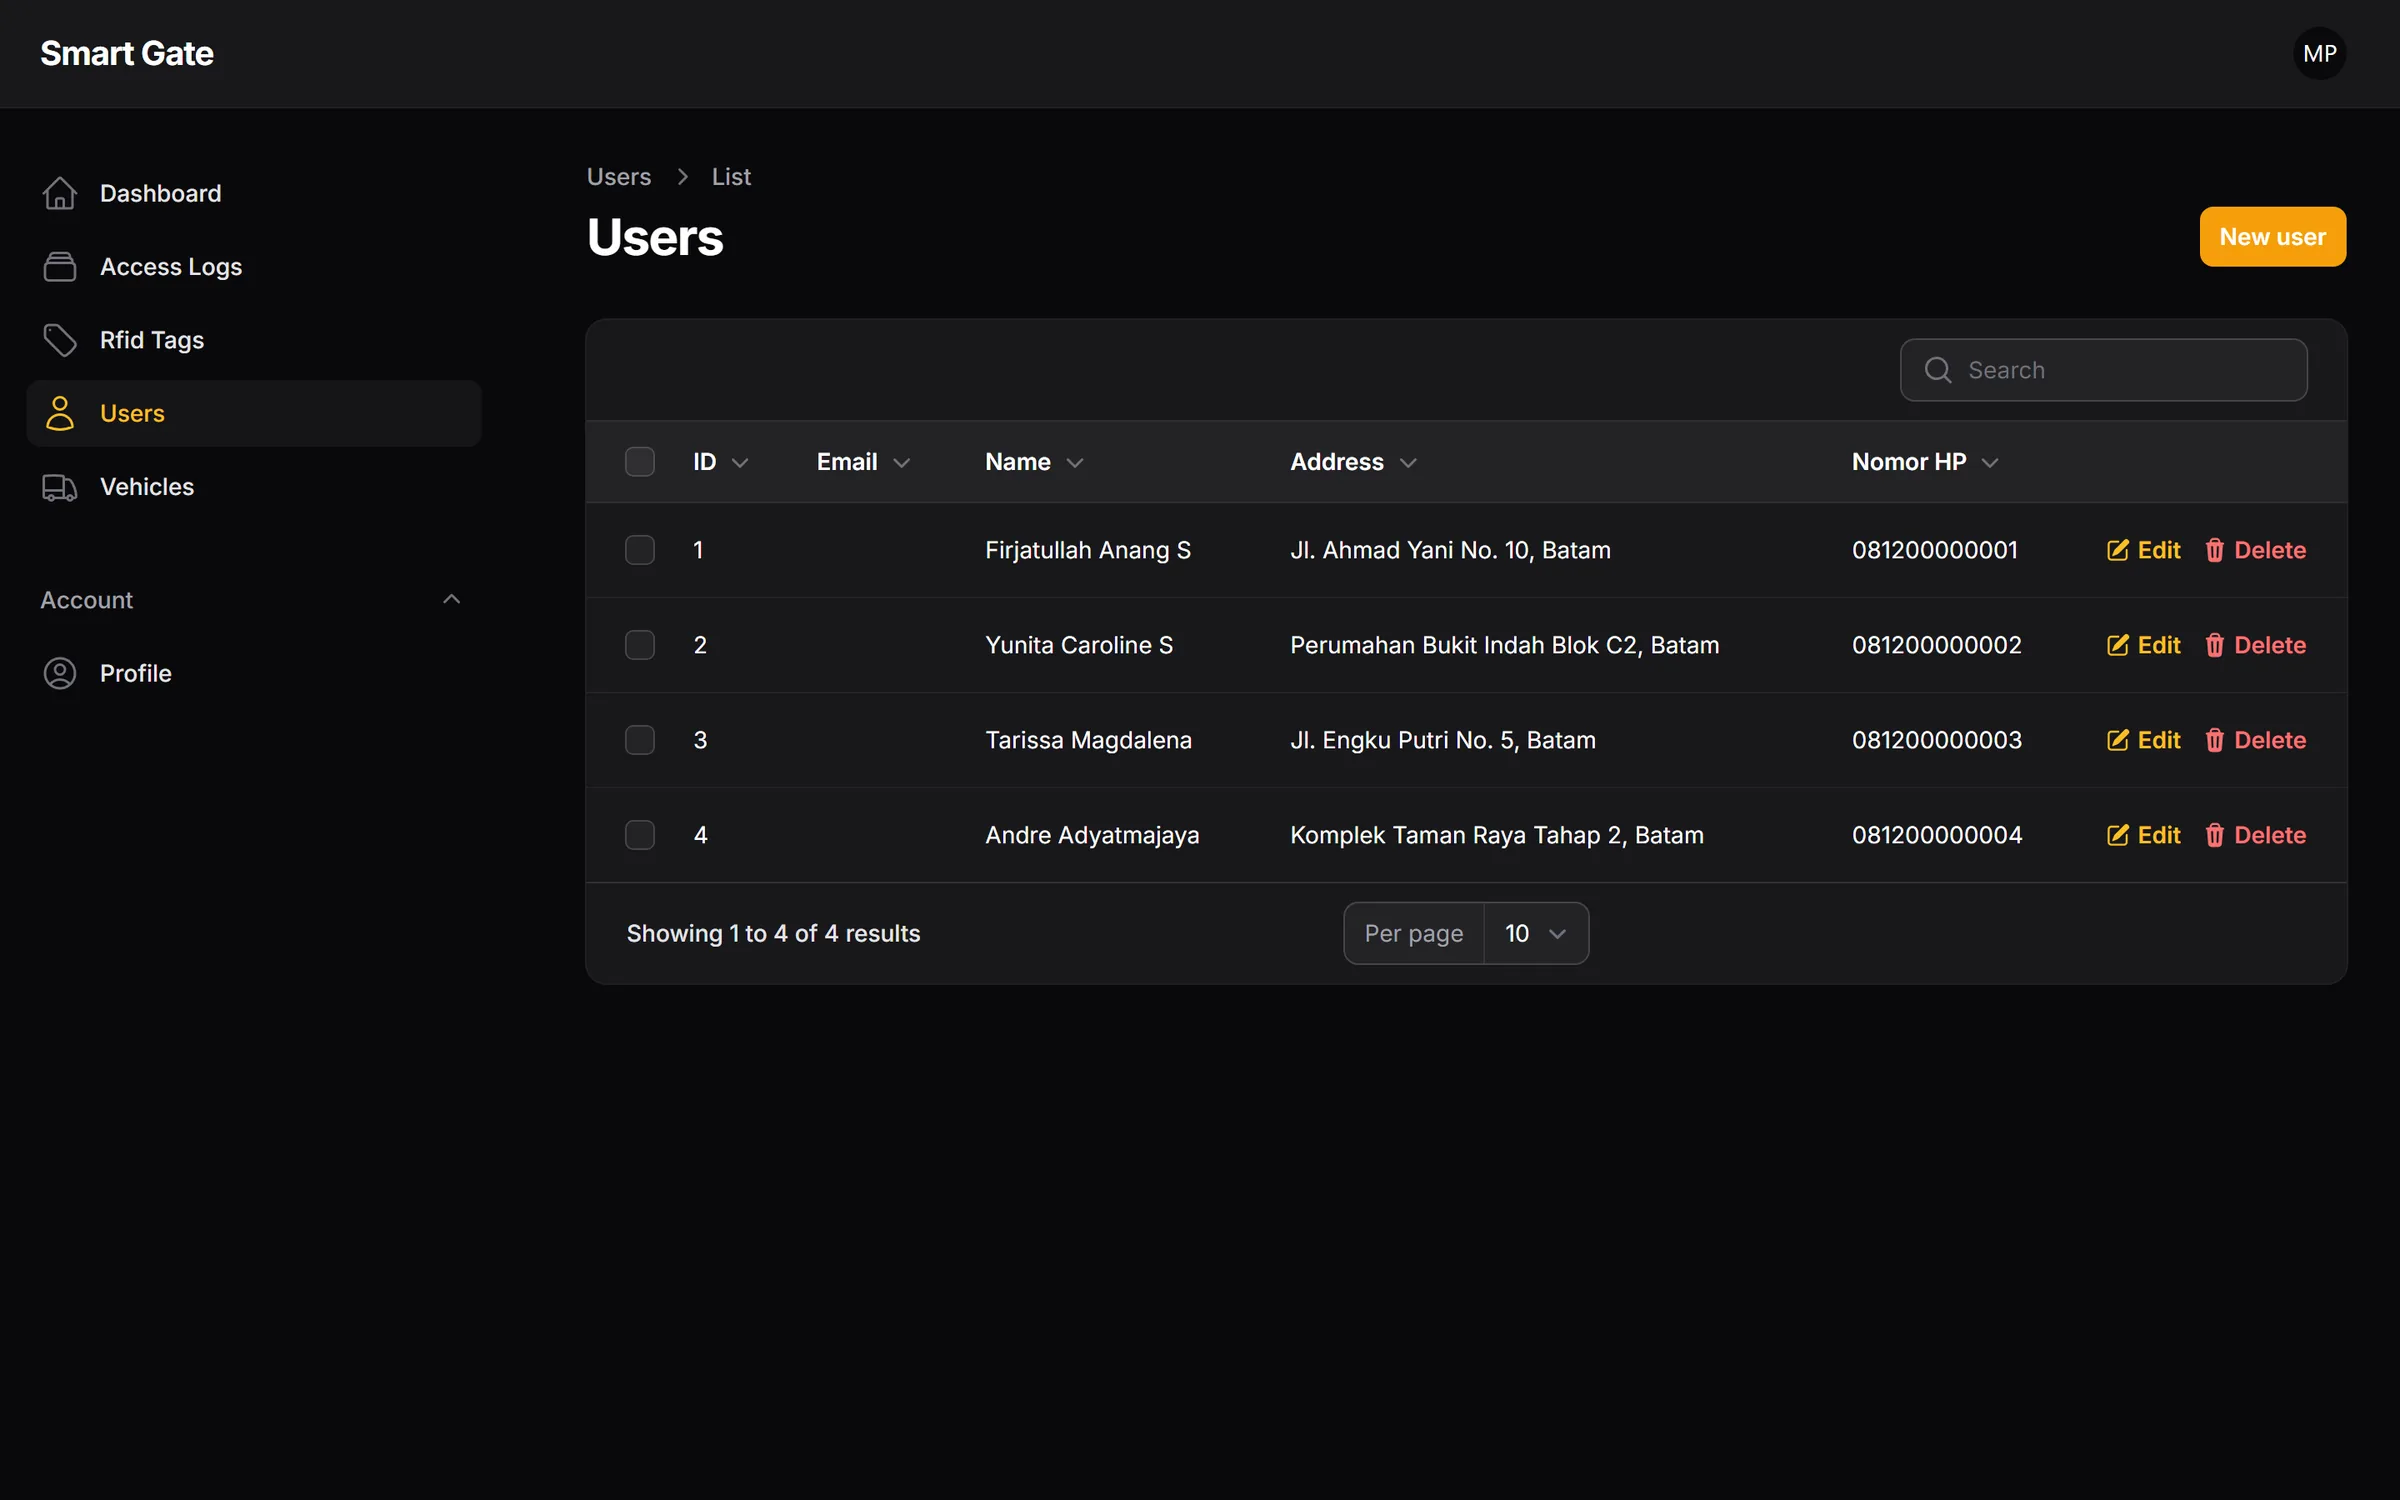 Smart Gate
MP
Dashboard
Access Logs
Rfid Tags
Users
Vehicles
Account
Profile
Users > List
Users
New user
Search
ID Email Name Address Nomor HP
1 Firjatullah Anang S Jl. Ahmad Yani No. 10, Batam 081200000001 Edit Delete
2 Yunita Caroline S Perumahan Bukit Indah Blok C2, Batam 081200000002 Edit Delete
3 Tarissa Magdalena Jl. Engku Putri No. 5, Batam 081200000003 Edit Delete
4 Andre Adyatmajaya Komplek Taman Raya Tahap 2, Batam 081200000004 Edit Delete
Showing 1 to 4 of 4 results
Per page 10